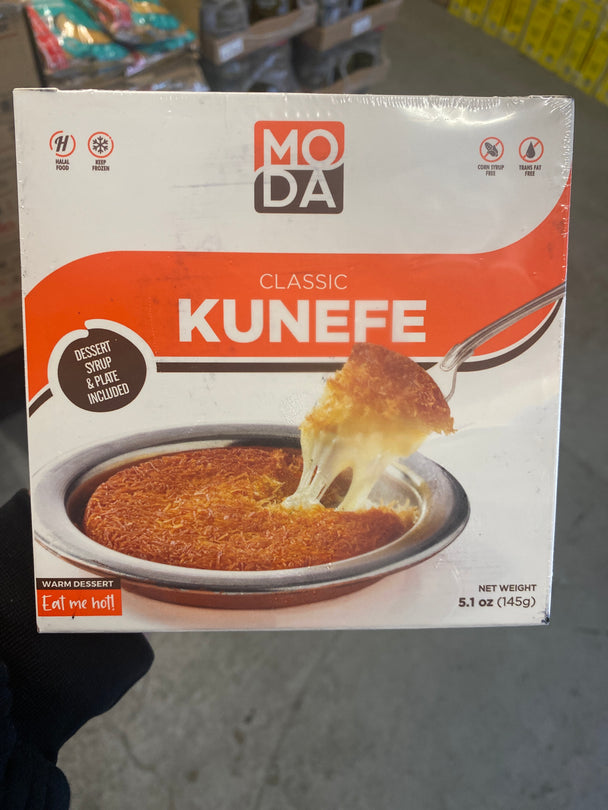 H
HALAL
FOOD
KEEP
FROZEN
MO
DA
CORN SYRUP
FREE
TRANS FAT
FREE
CLASSIC
KUNEFE
DESSERT
SYRUP
& PLATE
INCLUDED
WARM DESSERT
Eat me hot!
NET WEIGHT
5.1 oz (145g)